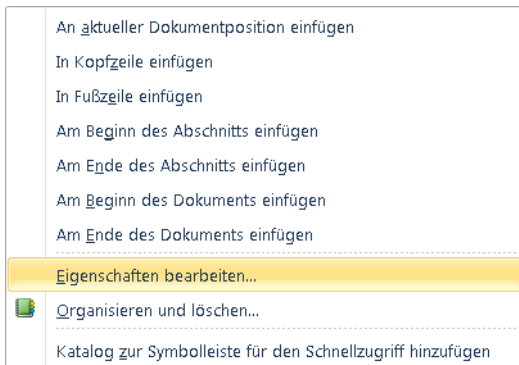 An aktueller Dokumentposition einfügen
In Kopfzeile einfügen
In Fußzeile einfügen
Am Beginn des Abschnitts einfügen
Am Ende des Abschnitts einfügen
Am Beginn des Dokuments einfügen
Am Ende des Dokuments einfügen
Eigenschaften bearbeiten...
Organisieren und löschen...
Katalog zur Symbolleiste für den Schnellzugriff hinzufügen